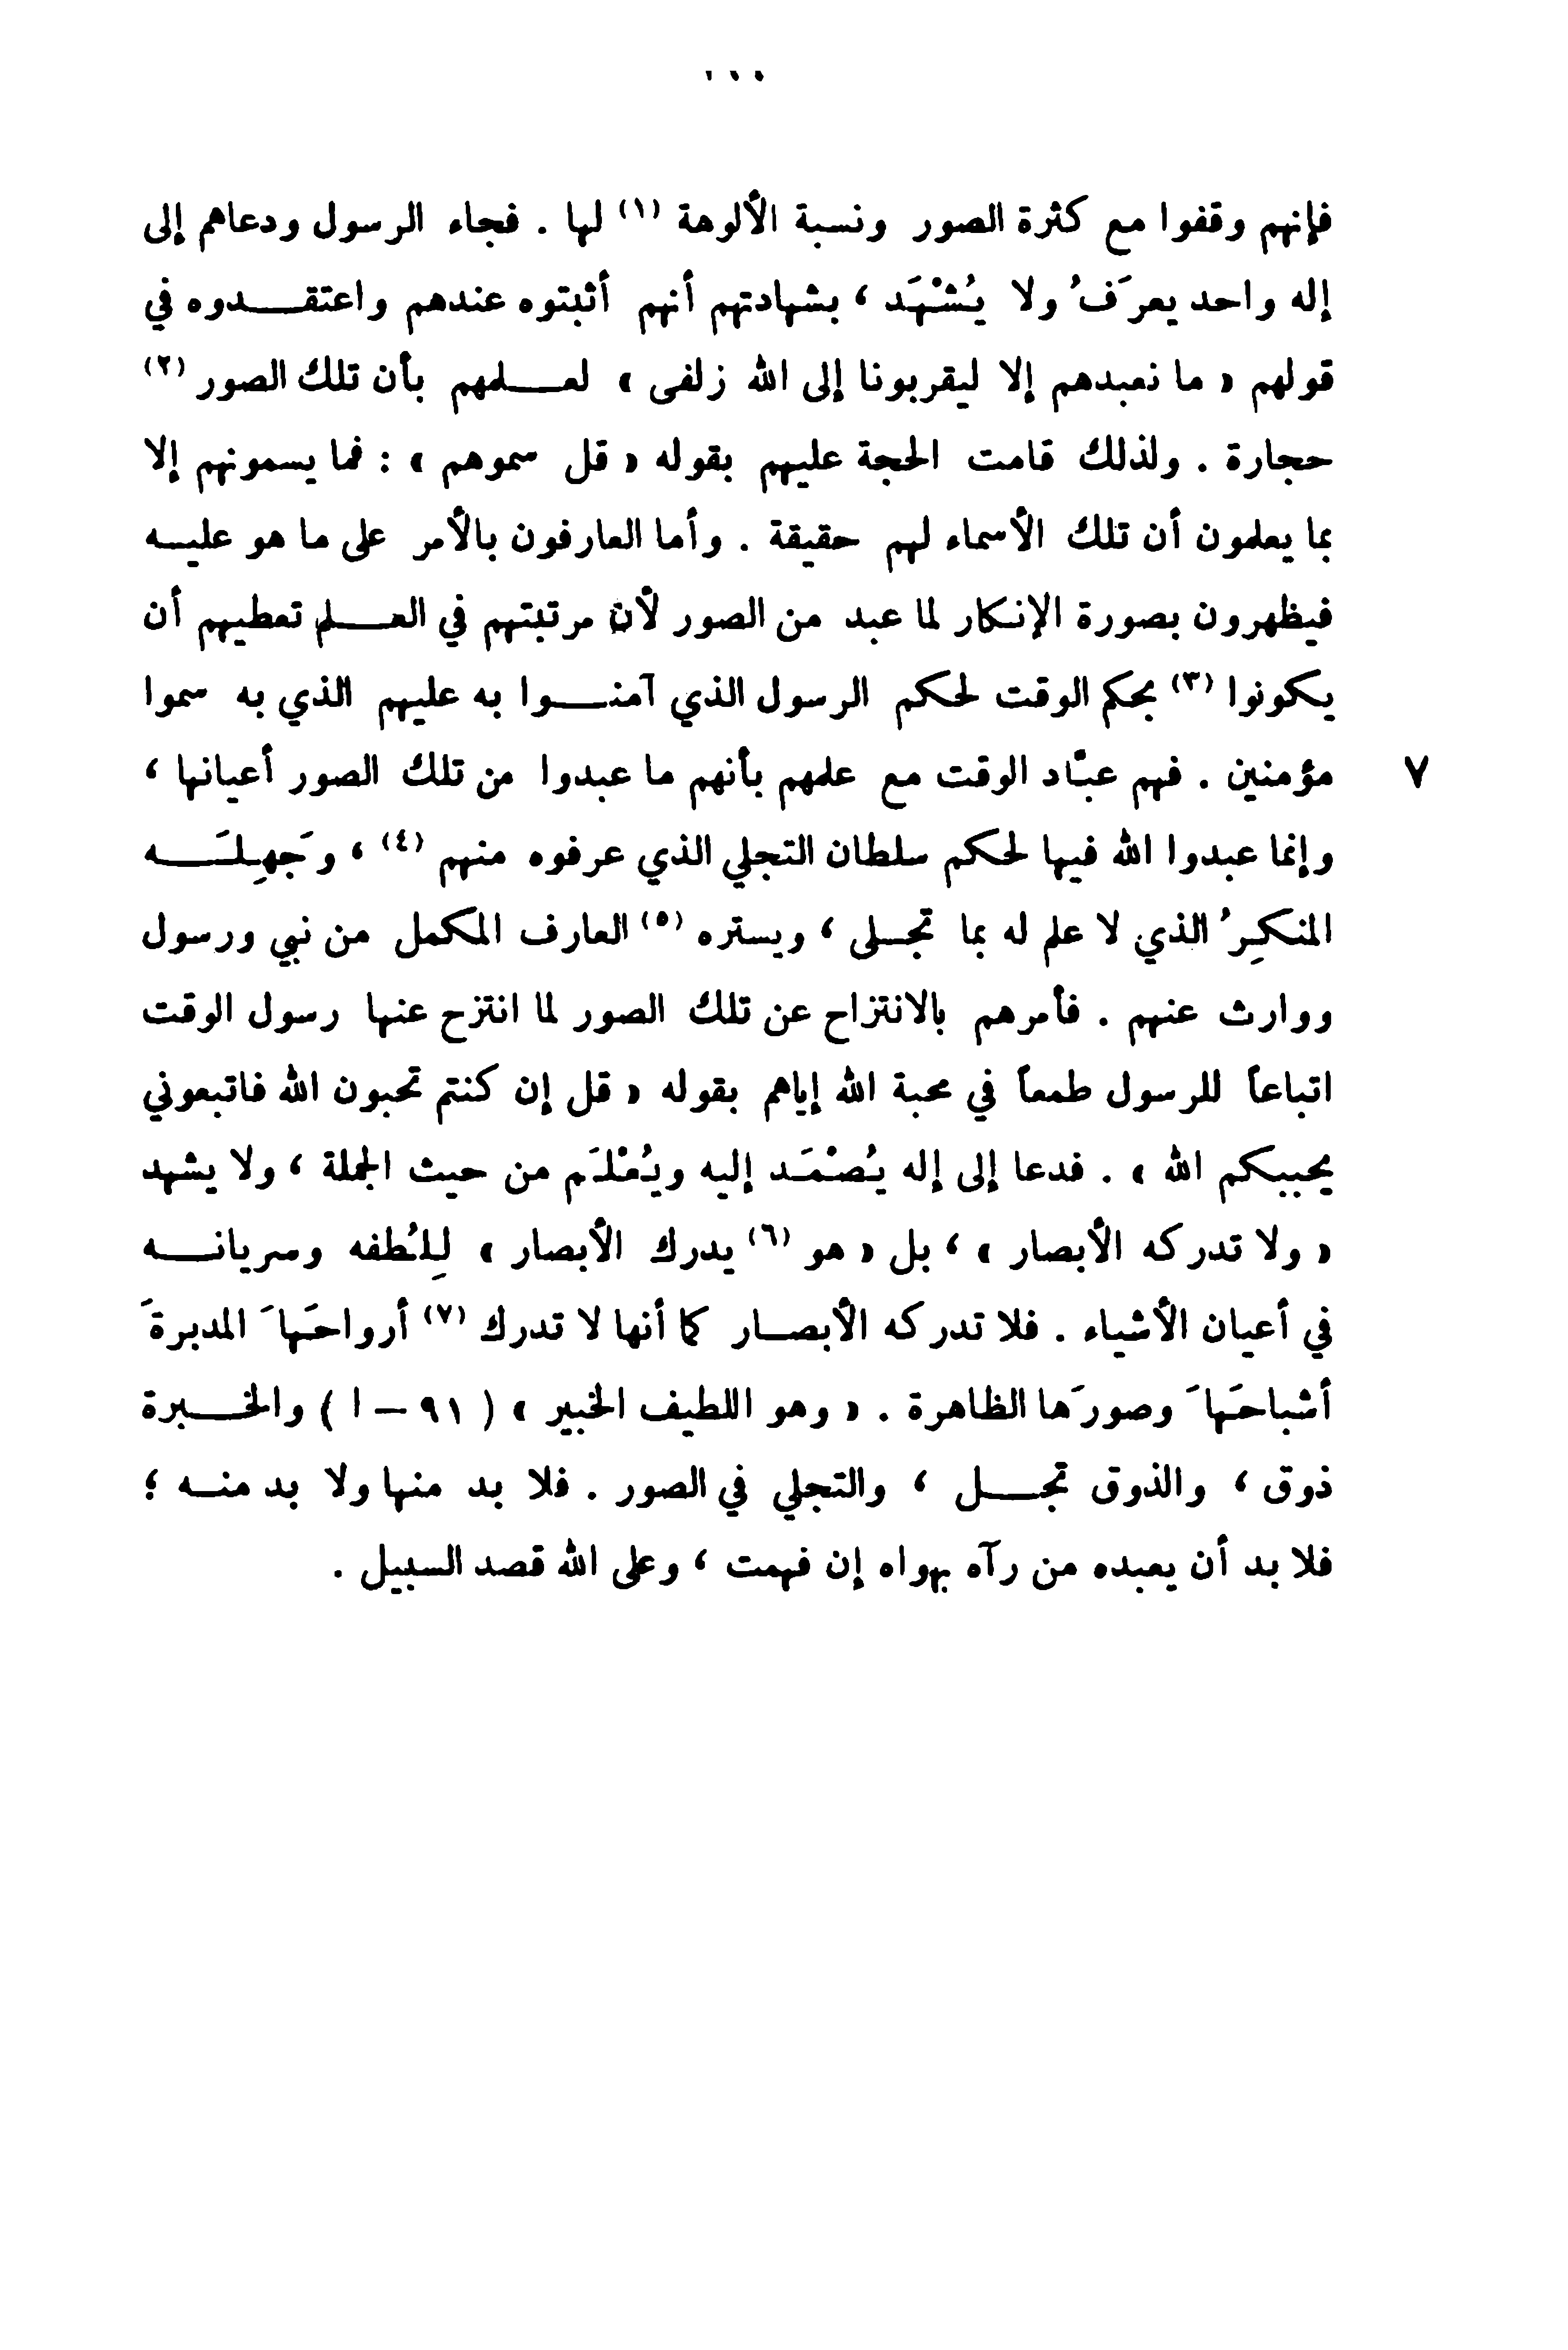 فإنهم وقفوا مع كثرة الصور ونسبة الألوهة (١) لها . فجاء الرسول ودعاهم إلى
إله واحد يعرَفُ ولا يُشْهَد ، بشهادتهم أنهم أثبتوه عندهم واعتقدوه في
قولهم « ما نعبدهم إلا ليقربونا إلى الله زلفى » لعلمهم بأن تلك الصور (٢)
حجارة . ولذلك قامت الحجة عليهم بقوله « قل سموهم » : فما يسمونهم إلا
بما يعلمون أن تلك الأسماء لهم حقيقة . وأما العارفون بالأمر على ما هو عليه
فيظهرون بصورة الإنكار لما عبد من الصور لأن مرتبتهم في العلم تعطيهم أن
يكونوا (٣) بحكم الوقت لحكم الرسول الذي آمنوا به عليهم الذي به سموا
مؤمنين . فهم عبّاد الوقت مع علمهم بأنهم ما عبدوا من تلك الصور أعيانها ، ٧
وإنما عبدوا الله فيها لحكم سلطان التجلي الذي عرفوه منهم (٤) ، وَجهِلَه
المنكِرُ الذي لا علم له بما تجلى ، ويستره (٥) العارف المكمل من نبي ورسول
ووارث عنهم . فأمرهم بالانتزاح عن تلك الصور لما انتزح عنها رسول الوقت
اتباعاً للرسول طمعاً في محبة الله إياهم بقوله « قل إن كنتم تحبون الله فاتبعوني
يحببكم الله » . فدعا إلى إله يُصْمَد إليه ويُعْلَم من حيث الجملة ، ولا يشهد
« ولا تدركه الأبصار » ، بل « هو (٦) يدرك الأبصار » لِلُطفه وسريانه
في أعيان الأشياء . فلا تدركه الأبصار كما أنها لا تدرك (٧) أرواحَهاَ المدبرةَ
أشباحَهاَ وصورَها الظاهرة . « وهو اللطيف الخبير » ( ٩١ – ا ) والخبرة
ذوق ، والذوق تجل ، والتجلي في الصور . فلا بد منها ولا بد منه ؛
فلا بد أن يعبده من رآه بهواه إن فهمت ، وعلى الله قصد السبيل .